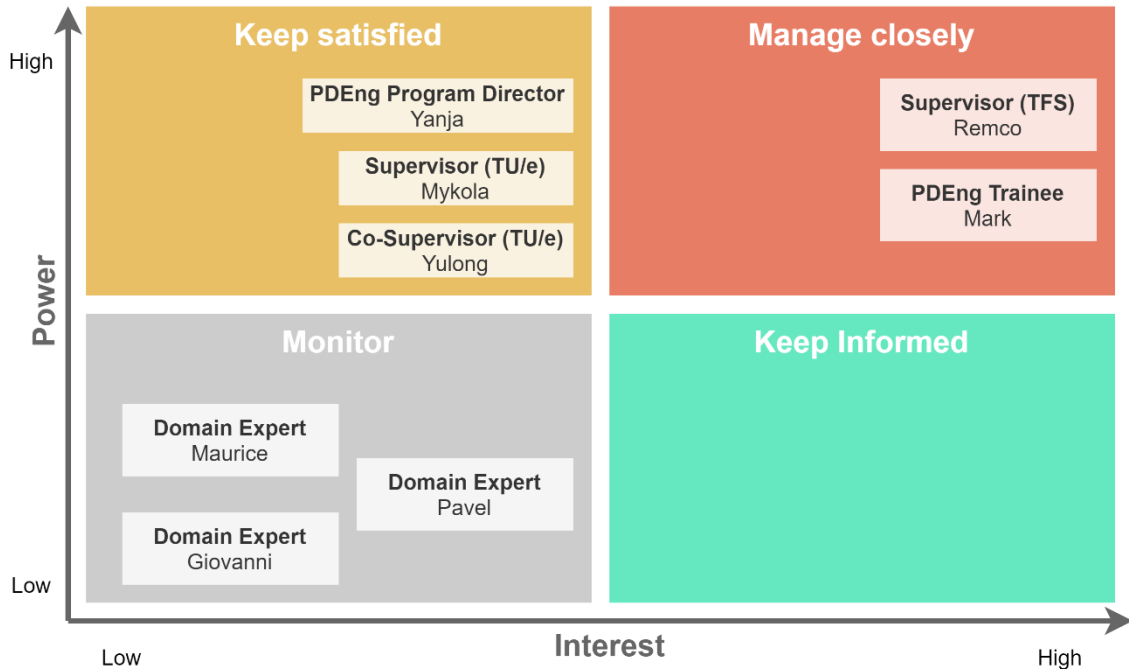 Keep satisfied
Manage closely
High
PDEng Program Director
Yanja
Supervisor (TFS)
Remco
Supervisor (TU/e)
Mykola
PDEng Trainee
Mark
Co-Supervisor (TU/e)
Yulong
Power
Monitor
Keep Informed
Domain Expert
Maurice
Domain Expert
Pavel
Domain Expert
Giovanni
Low
Interest
Low
High